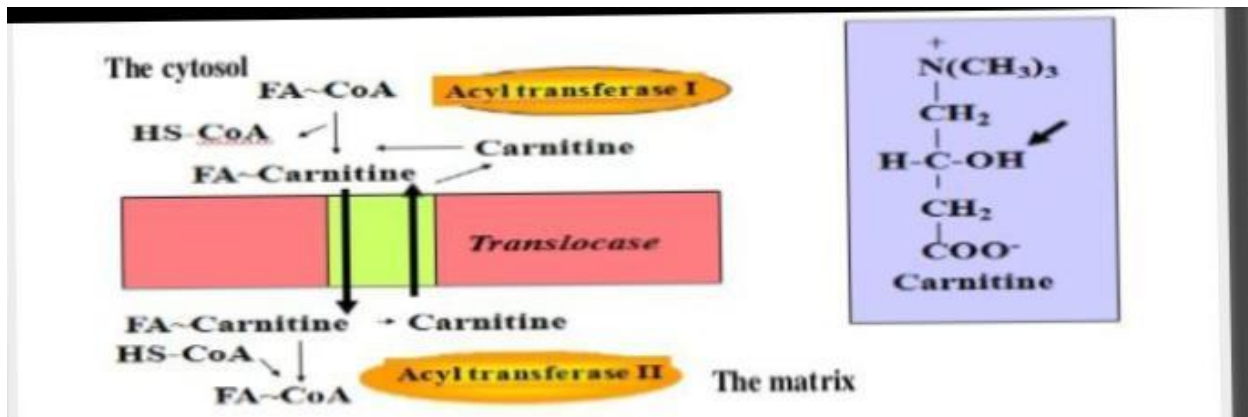 The cytosol
FA~CoA
Acyl transferase I
HS-CoA
Carnitine
FA~Carnitine
Translocase
FA~Carnitine
Carnitine
HS-CoA
Acyl transferase II
FA~CoA
The matrix
+
N(CH₃)₃
CH₂
H-C-OH
CH₂
COO⁻
Carnitine